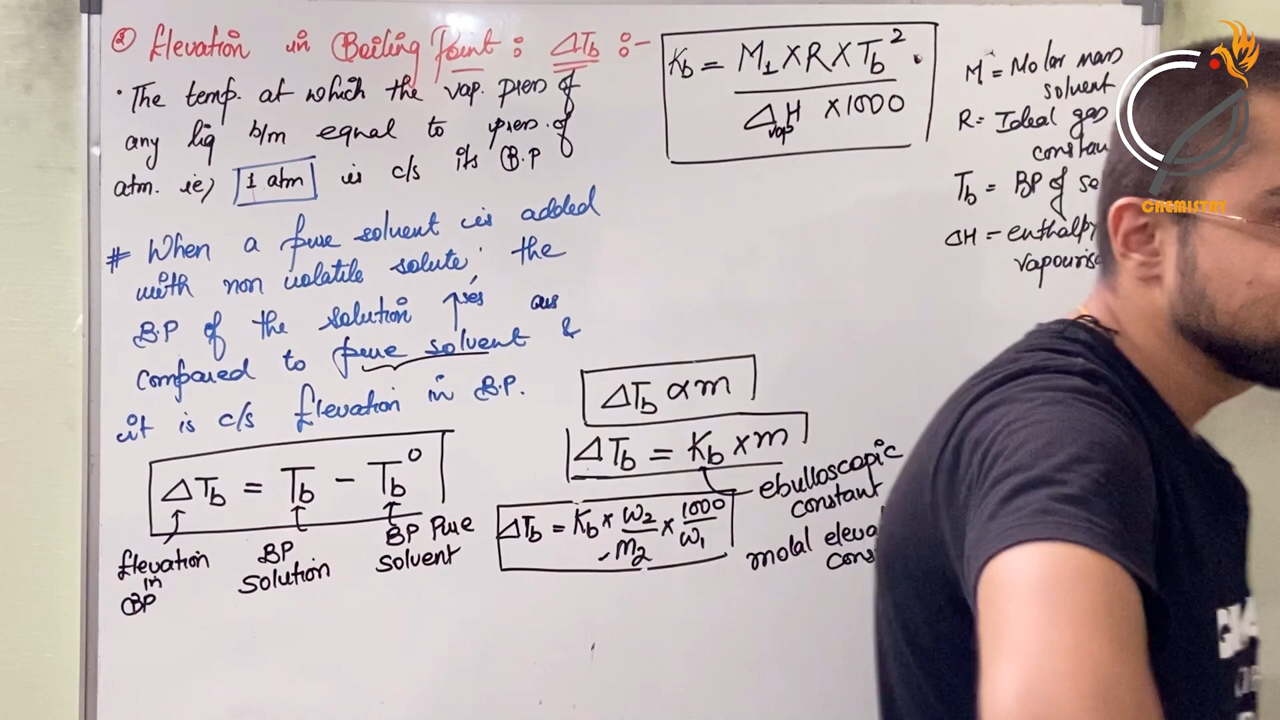 ② Elevation in Boiling Point : ΔTb :-
· The temp. at which the vap. pres of
any liq b/m equal to pres. of
atm. ie, 1 atm is c/s its B.P
# When a pure solvent is added
with non volatile solute, the
B.P of the solution ↑es as
compared to pure solvent &
it is c/s Elevation in B.P.
ΔTb = Tb - Tb⁰
Elevation in BP
BP solution
BP Pure solvent
Kb = M₁ × R × Tb² / ΔvapH × 1000
M = Molar mass
solvent
R = Ideal gas
Tb = BP of
ΔH = enthalpy
ΔTb α m
ΔTb = Kb × m
ebulloscopic
constant
molal
ΔTb = Kb × w₂/M₂ × 1000/w₁
CHEMISTRY